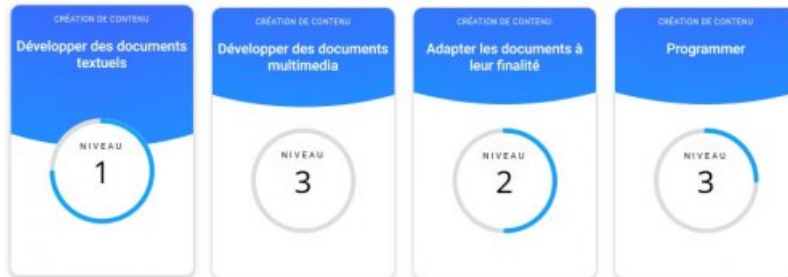 CRÉATION DE CONTENU
Développer des documents
textuels
NIVEAU
1
CRÉATION DE CONTENU
Développer des documents
multimedia
NIVEAU
3
CRÉATION DE CONTENU
Adapter les documents à
leur finalité
NIVEAU
2
CRÉATION DE CONTENU
Programmer
NIVEAU
3